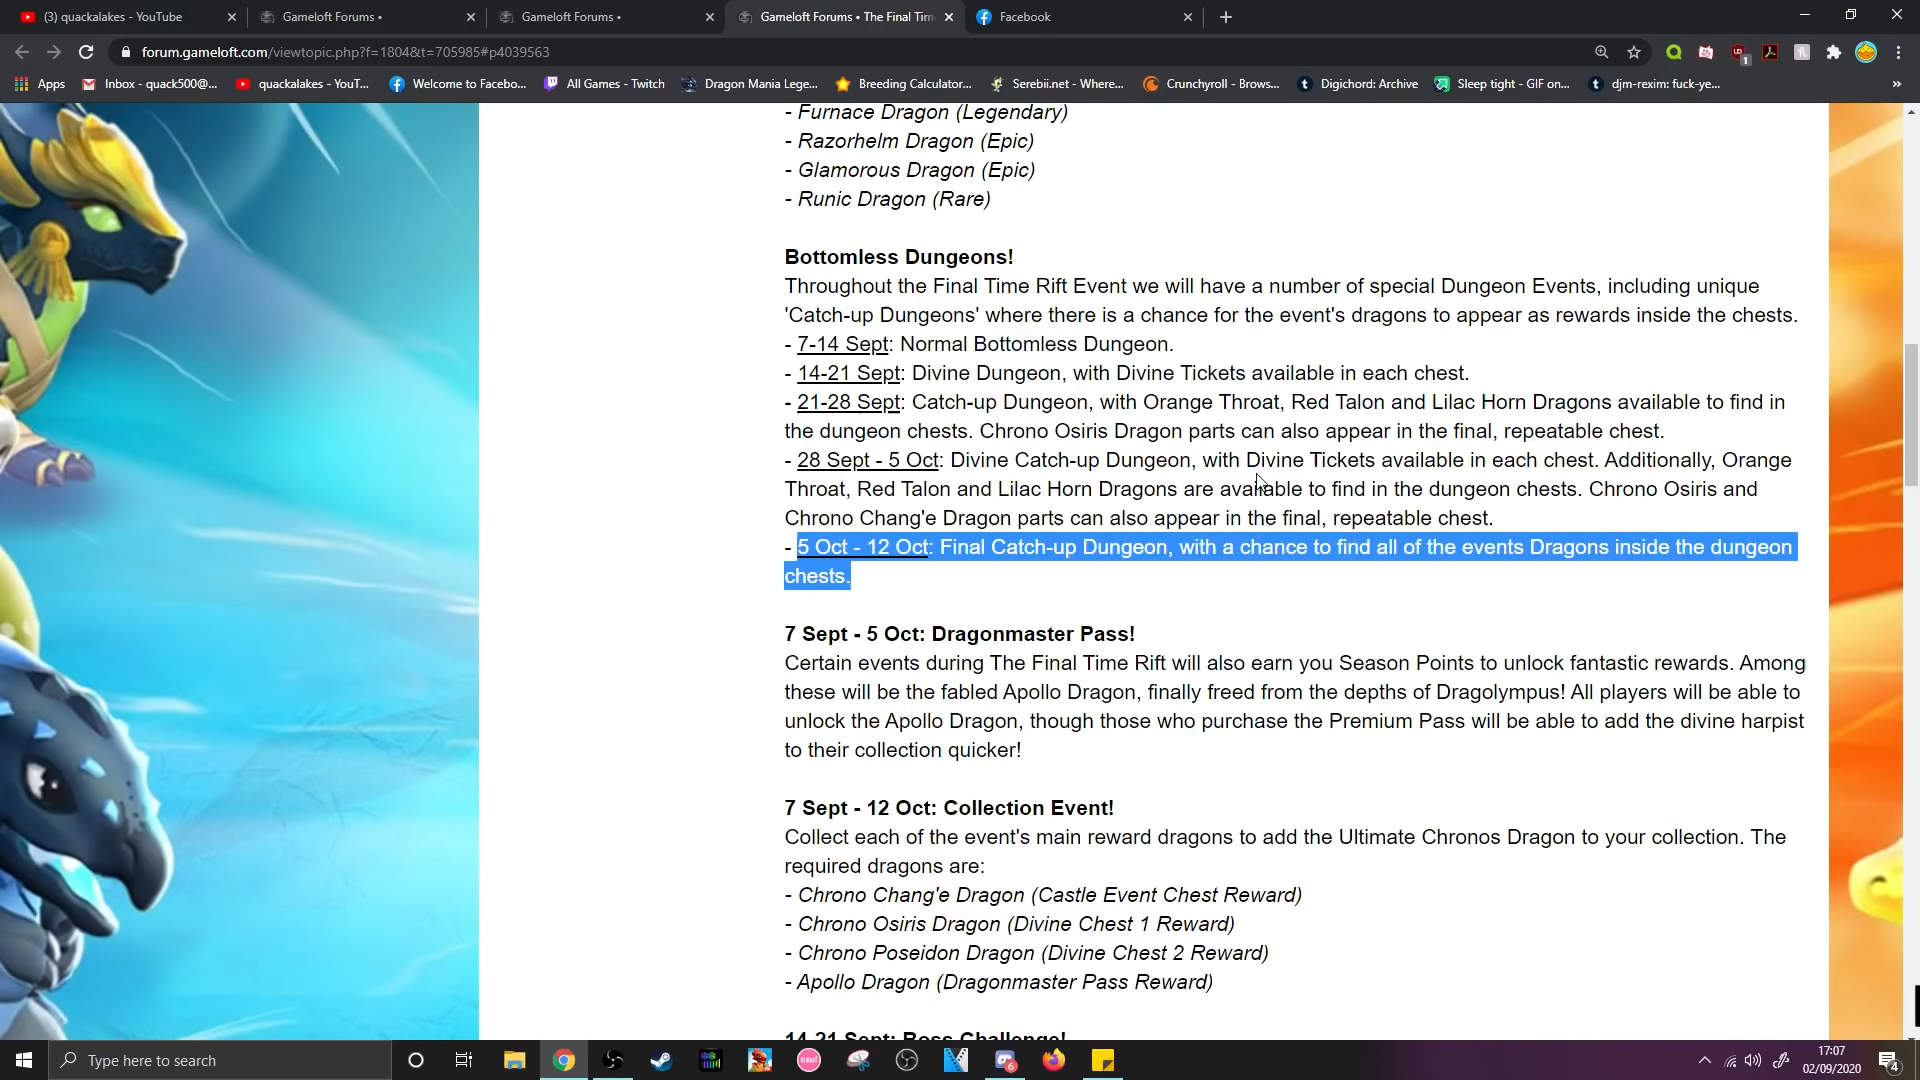 (3) quackalakes - YouTube
Gameloft Forums •
Gameloft Forums •
Gameloft Forums • The Final Tim
Facebook
forum.gameloft.com/viewtopic.php?f=1804&t=705985#p4039563
Apps
Inbox - quack500@...
quackalakes - YouT...
Welcome to Facebo...
All Games - Twitch
Dragon Mania Lege...
Breeding Calculator...
Serebii.net - Where...
Crunchyroll - Brows...
Digichord: Archive
Sleep tight - GIF on...
djm-rexim: fuck-ye...
- Furnace Dragon (Legendary)
- Razorhelm Dragon (Epic)
- Glamorous Dragon (Epic)
- Runic Dragon (Rare)
Bottomless Dungeons!
Throughout the Final Time Rift Event we will have a number of special Dungeon Events, including unique
'Catch-up Dungeons' where there is a chance for the event's dragons to appear as rewards inside the chests.
- 7-14 Sept: Normal Bottomless Dungeon.
- 14-21 Sept: Divine Dungeon, with Divine Tickets available in each chest.
- 21-28 Sept: Catch-up Dungeon, with Orange Throat, Red Talon and Lilac Horn Dragons available to find in
the dungeon chests. Chrono Osiris Dragon parts can also appear in the final, repeatable chest.
- 28 Sept - 5 Oct: Divine Catch-up Dungeon, with Divine Tickets available in each chest. Additionally, Orange
Throat, Red Talon and Lilac Horn Dragons are available to find in the dungeon chests. Chrono Osiris and
Chrono Chang'e Dragon parts can also appear in the final, repeatable chest.
- 5 Oct - 12 Oct: Final Catch-up Dungeon, with a chance to find all of the events Dragons inside the dungeon
chests.
7 Sept - 5 Oct: Dragonmaster Pass!
Certain events during The Final Time Rift will also earn you Season Points to unlock fantastic rewards. Among
these will be the fabled Apollo Dragon, finally freed from the depths of Dragolympus! All players will be able to
unlock the Apollo Dragon, though those who purchase the Premium Pass will be able to add the divine harpist
to their collection quicker!
7 Sept - 12 Oct: Collection Event!
Collect each of the event's main reward dragons to add the Ultimate Chronos Dragon to your collection. The
required dragons are:
- Chrono Chang'e Dragon (Castle Event Chest Reward)
- Chrono Osiris Dragon (Divine Chest 1 Reward)
- Chrono Poseidon Dragon (Divine Chest 2 Reward)
- Apollo Dragon (Dragonmaster Pass Reward)
14-21 Sept: Boss Challenge!
Type here to search
osu!
6
17:07
02/09/2020
4